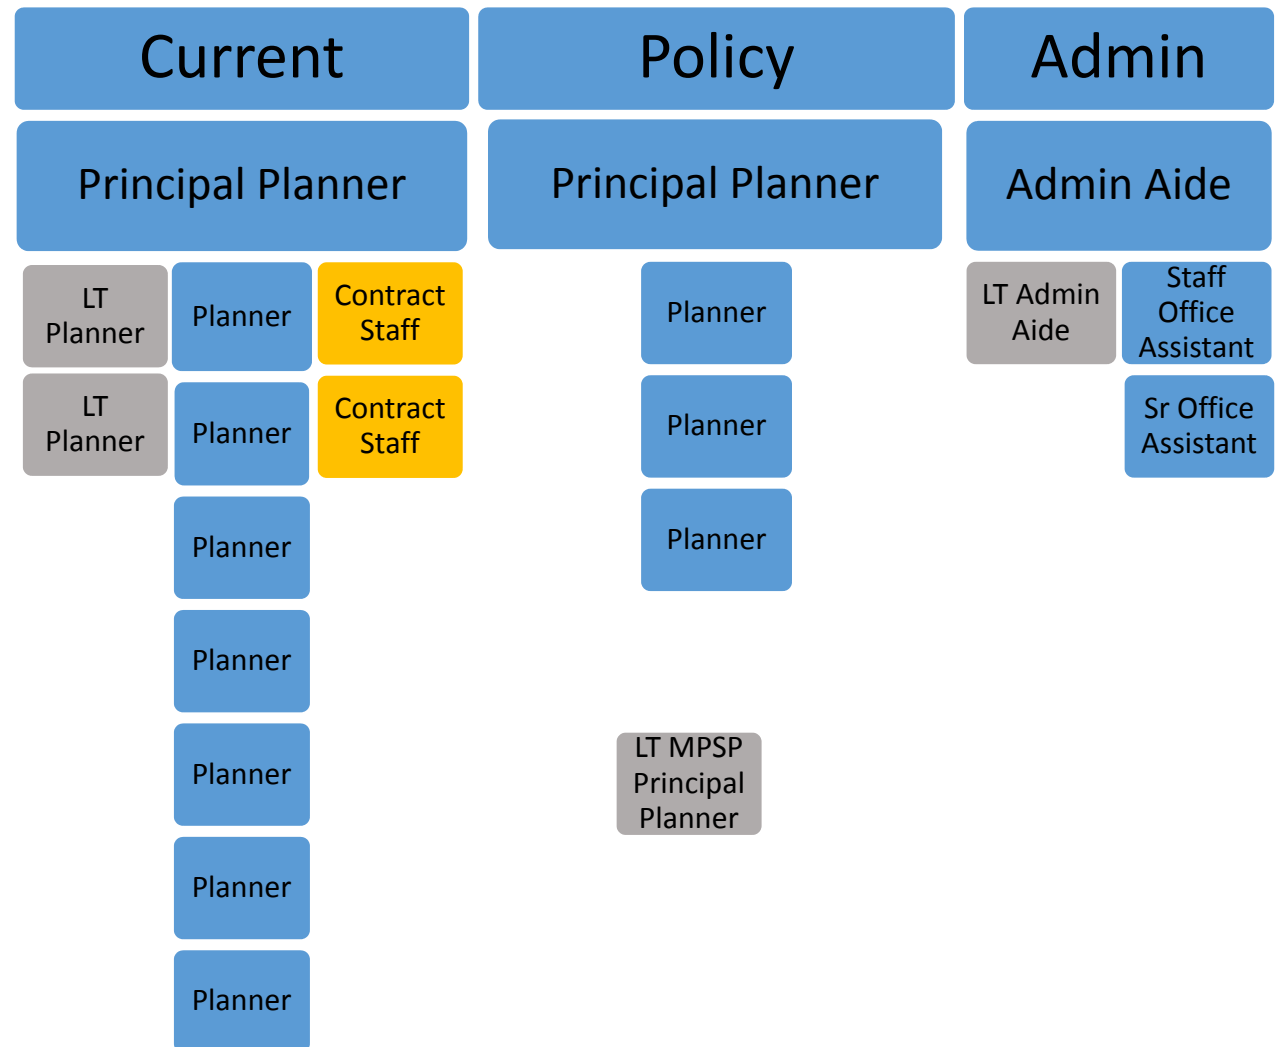 Current
Policy
Admin
Principal Planner
Principal Planner
Admin Aide
LT
Planner
Planner
Contract
Staff
Planner
LT Admin
Aide
Staff
Office
Assistant
LT
Planner
Planner
Contract
Staff
Planner
Sr Office
Assistant
Planner
Planner
Planner
Planner
LT MPSP
Principal
Planner
Planner
Planner